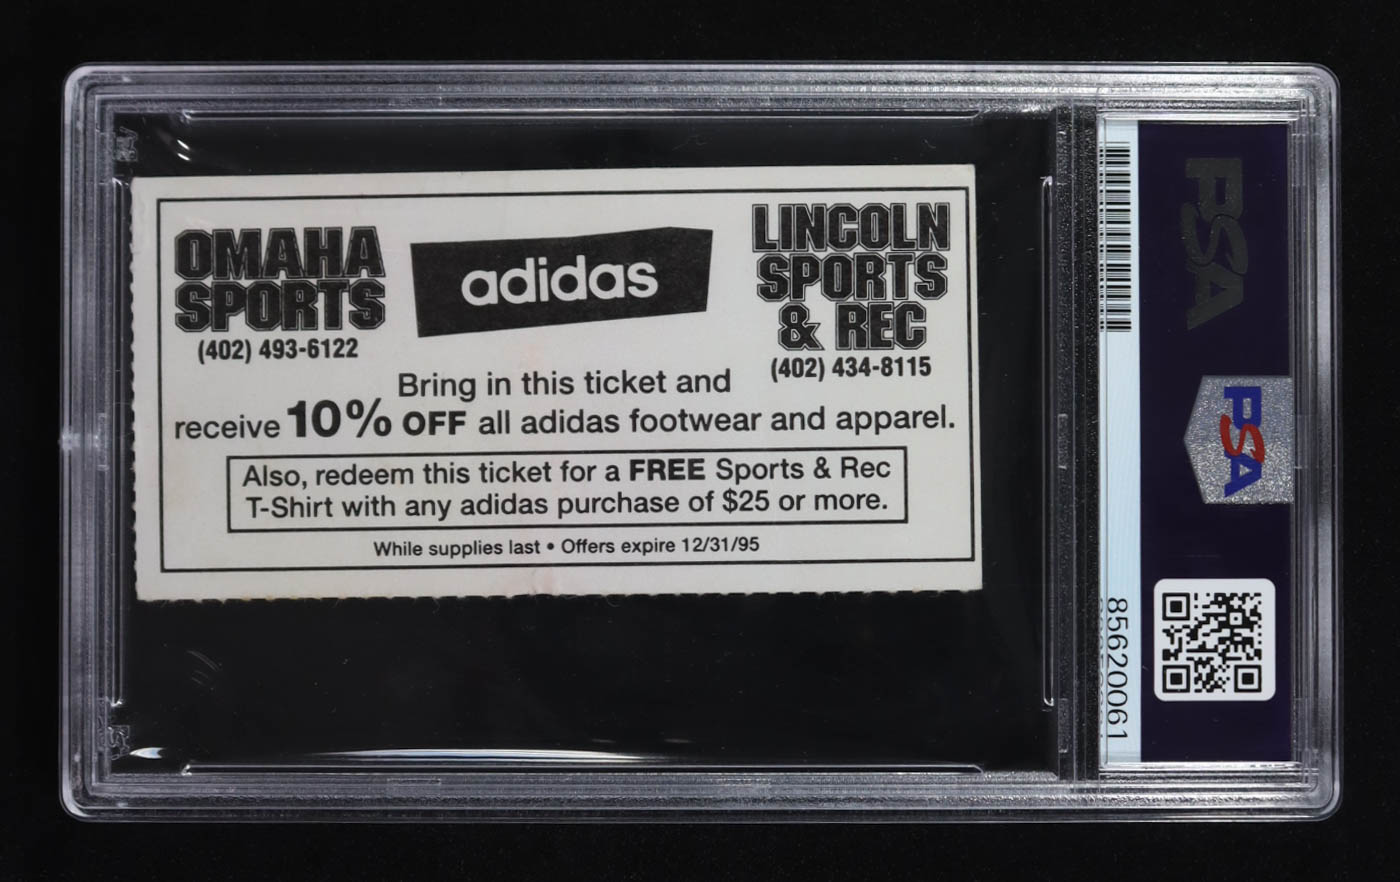 OMAHA
SPORTS
(402) 493-6122
adidas
LINCOLN
SPORTS
& REC
(402) 434-8115
Bring in this ticket and
receive 10% OFF all adidas footwear and apparel.
Also, redeem this ticket for a FREE Sports & Rec
T-Shirt with any adidas purchase of $25 or more.
While supplies last • Offers expire 12/31/95
PSA
PSA
85620061